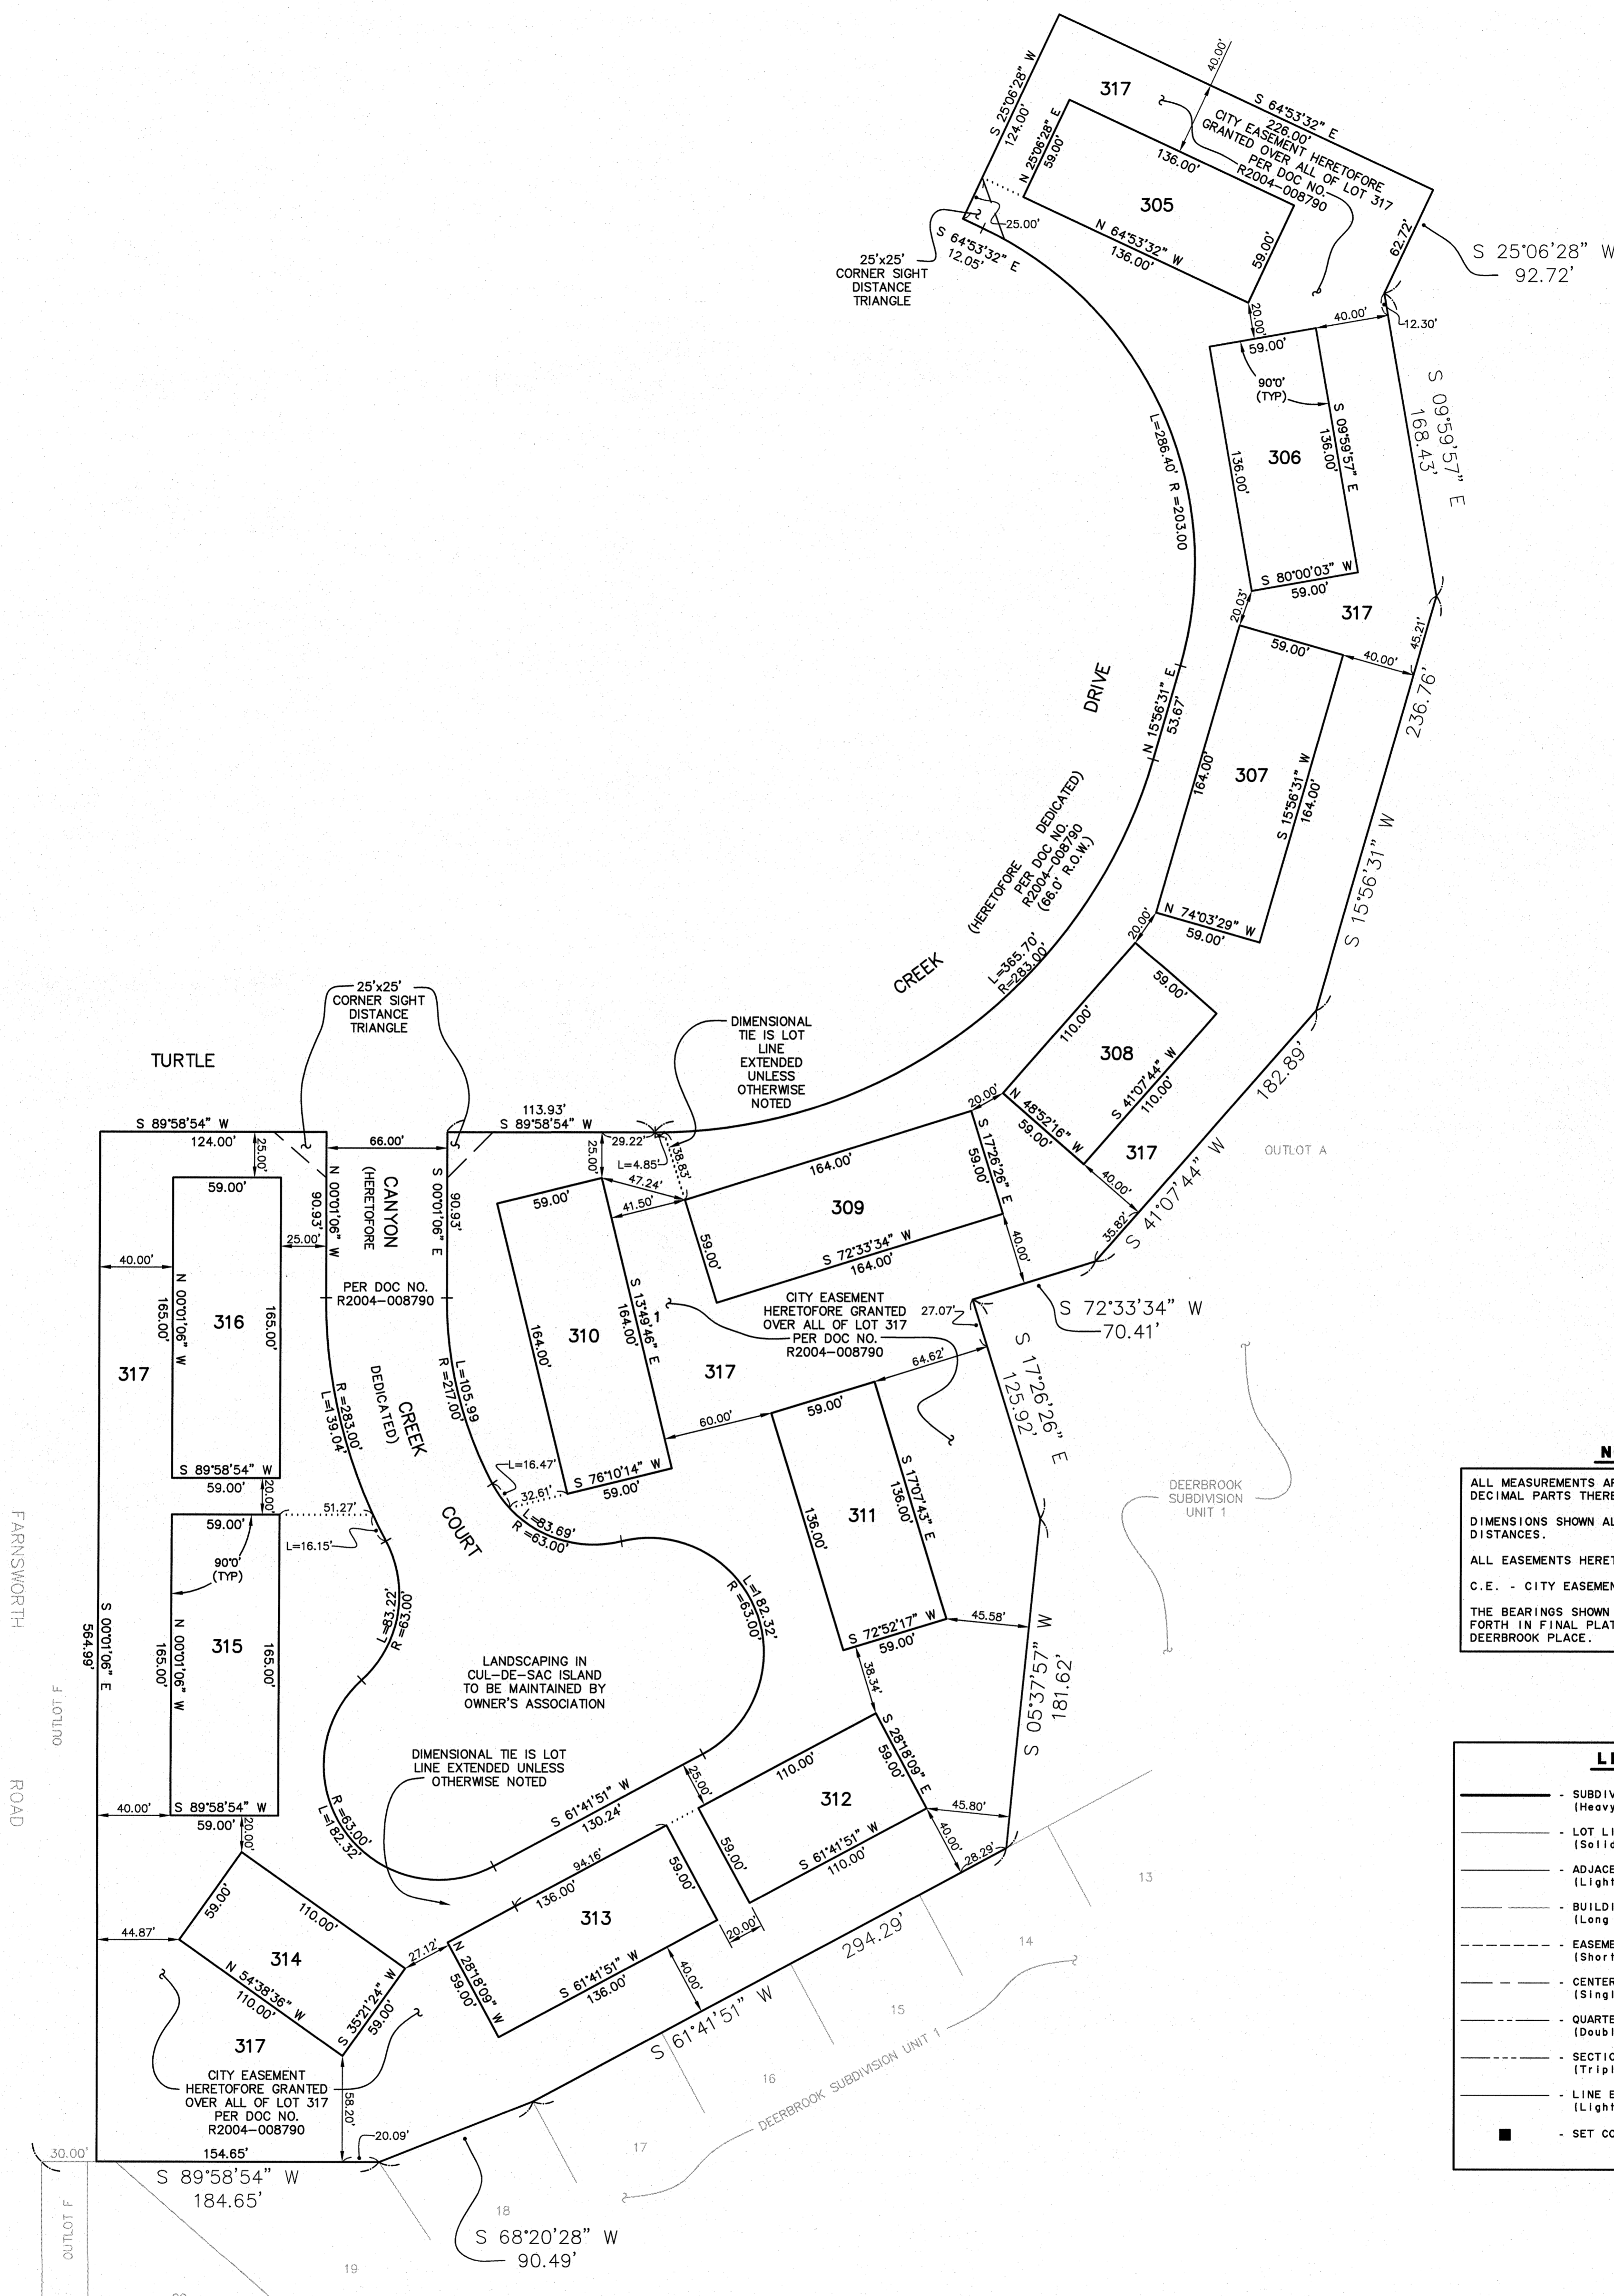 S 25°06'28" W
124.00'
317
40.00'
S 64°53'32" E
226.00'
CITY EASEMENT HERETOFORE
GRANTED OVER ALL OF LOT 317
PER DOC NO.
R2004-008790
N 25°06'28" E
59.00'
136.00'
305
N 64°53'32" W
136.00'
59.00'
62.72'
S 25°06'28" W
92.72'
25.00'
S 64°53'32" E
12.05'
25'x25'
CORNER SIGHT
DISTANCE
TRIANGLE
20.00'
40.00'
12.30'
59.00'
90°0'
(TYP)
S 09°59'57" E
136.00'
306
136.00'
S 09°59'57" E
168.43'
L=286.40' R =203.00
S 80°00'03" W
59.00'
20.03'
317
45.21'
59.00'
40.00'
236.76'
DRIVE
N 15°56'31" E
53.67'
164.00'
307
S 15°56'31" W
164.00'
S 15°56'31" W
(HERETOFORE DEDICATED)
PER DOC NO.
R2004-008790
(66.0' R.O.W.)
N 74°03'29" W
59.00'
20.00'
CREEK
L=365.70'
R=283.00'
59.00'
110.00'
308
S 41°07'44" W
110.00'
182.89'
25'x25'
CORNER SIGHT
DISTANCE
TRIANGLE
DIMENSIONAL
TIE IS LOT
LINE
EXTENDED
UNLESS
OTHERWISE
NOTED
TURTLE
S 89°58'54" W
124.00'
25.00'
66.00'
113.93'
S 89°58'54" W
29.22'
25.00'
L=4.85'
38.83'
20.00'
N 48°52'16" W
59.00'
317
40.00'
35.82'
S 41°07'44" W
OUTLOT A
59.00'
90.93'
N 00°01'06" W
CANYON
(HERETOFORE
S 00°01'06" E
90.93'
59.00'
47.24'
41.50'
164.00'
S 17°26'26" E
59.00'
309
59.00'
S 72°33'34" W
164.00'
40.00'
40.00'
25.00'
N 00°01'06" W
165.00'
316
165.00'
317
PER DOC NO.
R2004-008790
310
164.00'
S 13°49'46" E
164.00'
1
CITY EASEMENT
HERETOFORE GRANTED
OVER ALL OF LOT 317
PER DOC NO.
R2004-008790
27.07'
S 72°33'34" W
70.41'
317
64.62'
S 17°26'26" E
125.92'
R =283.00'
L=139.04'
DEDICATED)
CREEK
L=105.99
R =217.00'
60.00'
59.00'
S 89°58'54" W
59.00'
20.00'
51.27'
L=16.15'
L=16.47'
32.61'
S 76°10'14" W
59.00'
136.00'
311
S 17°07'43" E
136.00'
DEERBROOK
SUBDIVISION
UNIT 1
59.00'
90°0'
(TYP)
COURT
L=83.69'
R =63.00'
L=83.22'
R =63.00'
L=182.32'
R =63.00'
S 72°52'17" W
59.00'
45.58'
FARNSWORTH
ROAD
OUTLOT F
S 00°01'06" E
564.99'
N 00°01'06" W
165.00'
315
165.00'
LANDSCAPING IN
CUL-DE-SAC ISLAND
TO BE MAINTAINED BY
OWNER'S ASSOCIATION
38.34'
S 05°37'57" W
181.62'
DIMENSIONAL TIE IS LOT
LINE EXTENDED UNLESS
OTHERWISE NOTED
40.00'
S 89°58'54" W
59.00'
20.00'
R =63.00'
L=182.32'
S 61°41'51" W
130.24'
25.00'
110.00'
S 28°18'09" E
59.00'
312
59.00'
S 61°41'51" W
110.00'
45.80'
40.00'
28.29'
94.16'
136.00'
59.00'
313
20.00'
N 28°18'09" W
59.00'
S 61°41'51" W
136.00'
40.00'
59.00'
110.00'
44.87'
314
27.12'
N 54°38'36" W
110.00'
S 35°21'24" W
59.00'
294.29'
S 61°41'51" W
13
14
15
16
17
18
19
DEERBROOK SUBDIVISION UNIT 1
317
CITY EASEMENT
HERETOFORE GRANTED
OVER ALL OF LOT 317
PER DOC NO.
R2004-008790
58.20'
20.09'
30.00'
154.65'
S 89°58'54" W
184.65'
OUTLOT F
S 68°20'28" W
90.49'
ALL MEASUREMENTS
DECIMAL PARTS
DIMENSIONS SHOWN
DISTANCES.
ALL EASEMENTS
C.E. - CITY
THE BEARINGS SHOWN
FORTH IN FINAL
DEERBROOK PLACE.
- LOT
- LINE
- SET